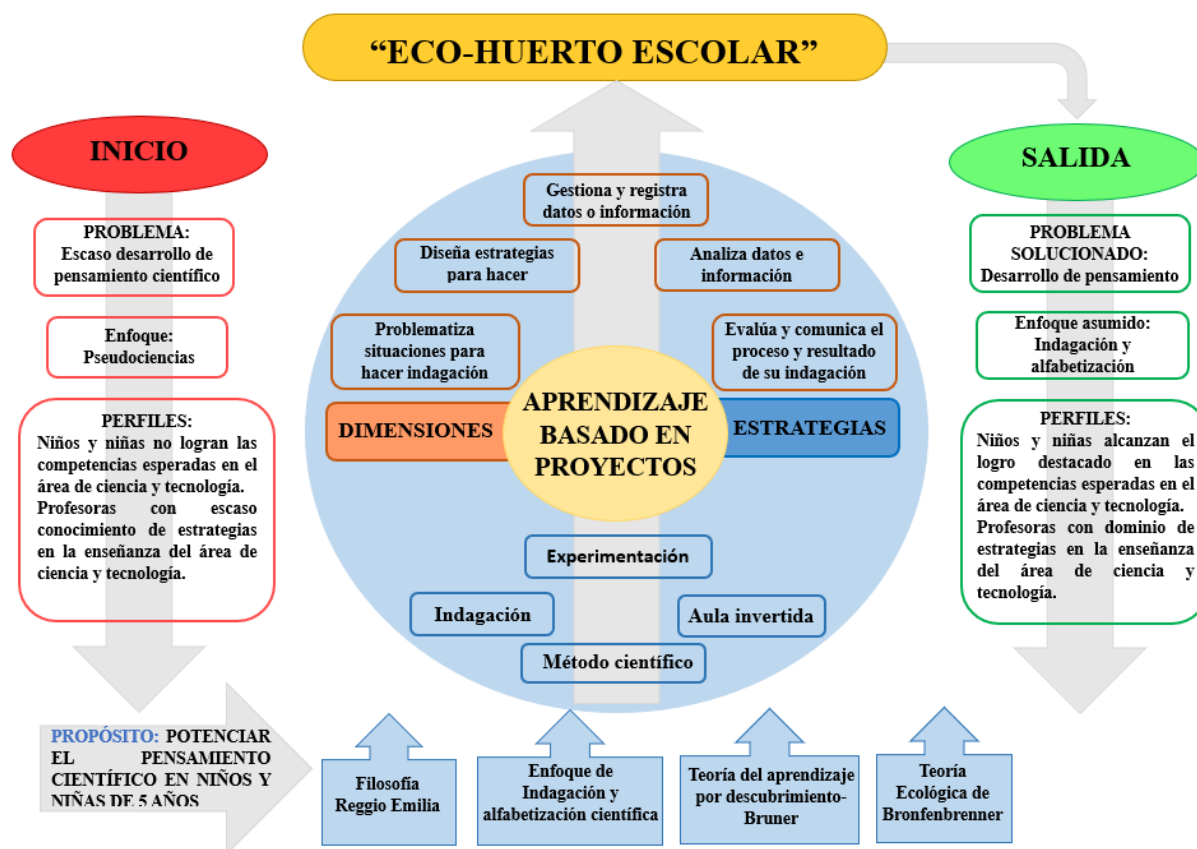 “ECO-HUERTO ESCOLAR”
INICIO
PROBLEMA:
Escaso desarrollo de
pensamiento científico
Enfoque:
Pseudociencias
PERFILES:
Niños y niñas no logran las
competencias esperadas en el
área de ciencia y tecnología.
Profesoras con escaso
conocimiento de estrategias
en la enseñanza del área de
ciencia y tecnología.
PROPÓSITO: POTENCIAR
EL PENSAMIENTO
CIENTÍFICO EN NIÑOS Y
NIÑAS DE 5 AÑOS
Gestiona y registra
datos o información
Diseña estrategias
para hacer
Analiza datos e
información
Problematiza
situaciones para
hacer indagación
Evalúa y comunica el
proceso y resultado
de su indagación
DIMENSIONES
APRENDIZAJE
BASADO EN
PROYECTOS
ESTRATEGIAS
Experimentación
Indagación
Aula invertida
Método científico
Filosofía
Reggio Emilia
Enfoque de
Indagación y
alfabetización científica
Teoría del aprendizaje
por descubrimiento-
Bruner
Teoría
Ecológica de
Bronfenbrenner
SALIDA
PROBLEMA
SOLUCIONADO:
Desarrollo de pensamiento
Enfoque asumido:
Indagación y
alfabetización
PERFILES:
Niños y niñas alcanzan el
logro destacado en las
competencias esperadas en el
área de ciencia y tecnología.
Profesoras con dominio de
estrategias en la enseñanza
del área de ciencia y
tecnología.